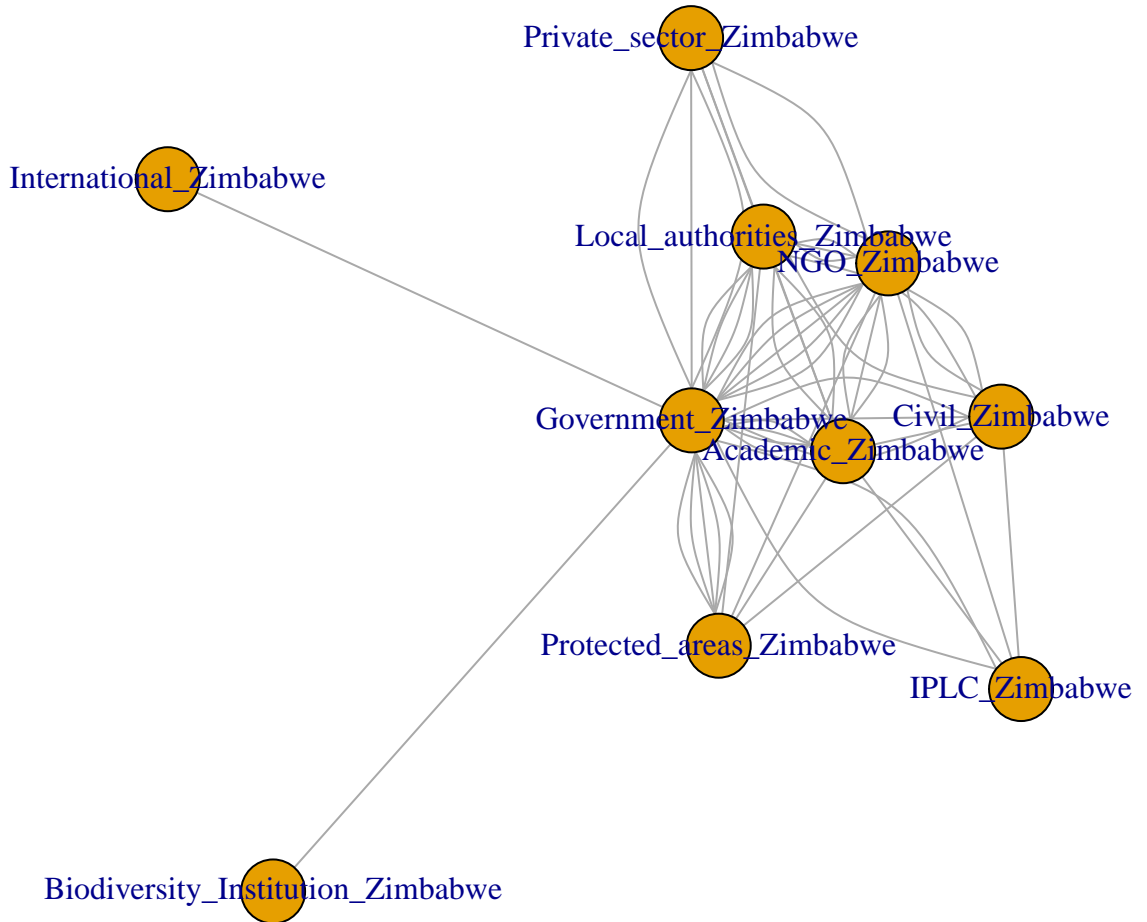 Private_sector_Zimbabwe
International_Zimbabwe
Local_authorities_Zimbabwe
NGO_Zimbabwe
Government_Zimbabwe
Civil_Zimbabwe
Academic_Zimbabwe
Protected_areas_Zimbabwe
IPLC_Zimbabwe
Biodiversity_Institution_Zimbabwe